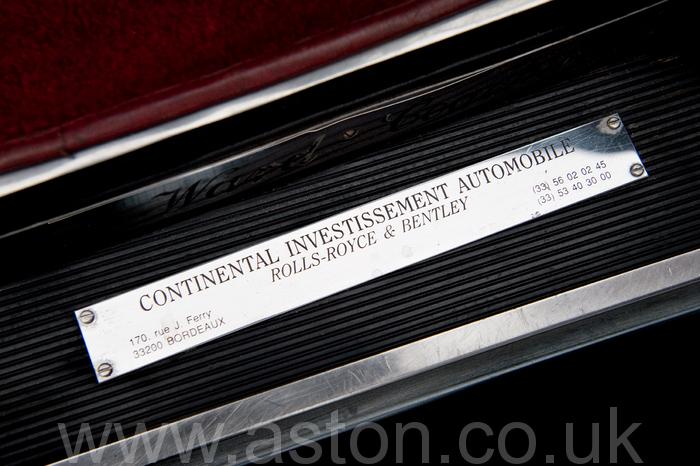 CONTINENTAL INVESTISSEMENT AUTOMOBILE
ROLLS-ROYCE & BENTLEY
170, rue J. Ferry
33200 BORDEAUX
(33) 56 02 02 45
(33) 53 40 30 00
www.aston.co.uk